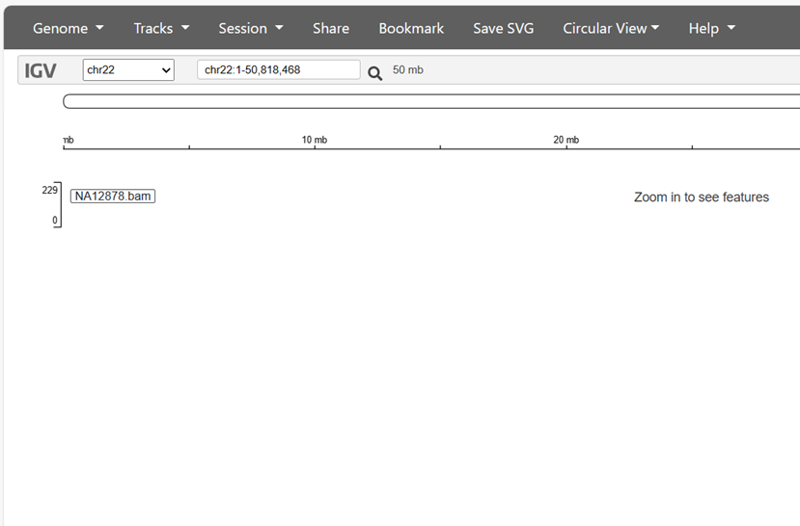 Genome Tracks Session Share Bookmark Save SVG Circular View Help
IGV chr22 chr22:1-50,818,468 50 mb
mb 10 mb 20 mb
229 NA12878.bam Zoom in to see features
0